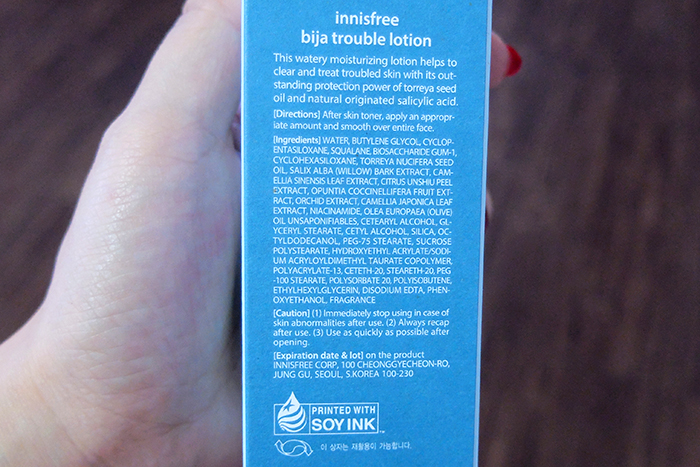 innisfree
bija trouble lotion
This watery moisturizing lotion helps to
clear and treat troubled skin with its out-
standing protection power of torreya seed
oil and natural originated salicylic acid.
[Directions] After skin toner, apply an appropri-
ate amount and smooth over entire face.
[Ingredients] WATER, BUTYLENE GLYCOL, CYCLOP-
ENTASILOXANE, SQUALANE, BIOSACCHARIDE GUM-1,
CYCLOHEXASILOXANE, TORREYA NUCIFERA SEED
OIL, SALIX ALBA (WILLOW) BARK EXTRACT, CAM-
ELLIA SINENSIS LEAF EXTRACT, CITRUS UNSHIU PEEL
EXTRACT, OPUNTIA COCCINELLIFERA FRUIT EXT-
RACT, ORCHID EXTRACT, CAMELLIA JAPONICA LEAF
EXTRACT, NIACINAMIDE, OLEA EUROPAEA (OLIVE)
OIL UNSAPONIFIABLES, CETEARYL ALCOHOL, GL-
YCERYL STEARATE, CETYL ALCOHOL, SILICA, OC-
TYLDODECANOL, PEG-75 STEARATE, SUCROSE
POLYSTEARATE, HYDROXYETHYL ACRYLATE/SODI-
UM ACRYLOYLDIMETHYL TAURATE COPOLYMER,
POLYACRYLATE-13, CETETH-20, STEARETH-20, PEG
-100 STEARATE, POLYSORBATE 20, POLYISOBUTENE,
ETHYLHEXYLGLYCERIN, DISODIUM EDTA, PHEN-
OXYETHANOL, FRAGRANCE
[Caution] (1) Immediately stop using in case of
skin abnormalities after use. (2) Always recap
after use. (3) Use as quickly as possible after
opening.
[Expiration date & lot] on the product
INNISFREE CORP, 100 CHEONGGYECHEON-RO,
JUNG GU, SEOUL, S.KOREA 100-230
PRINTED WITH
SOY INK™
이 상자는 재활용이 가능합니다.